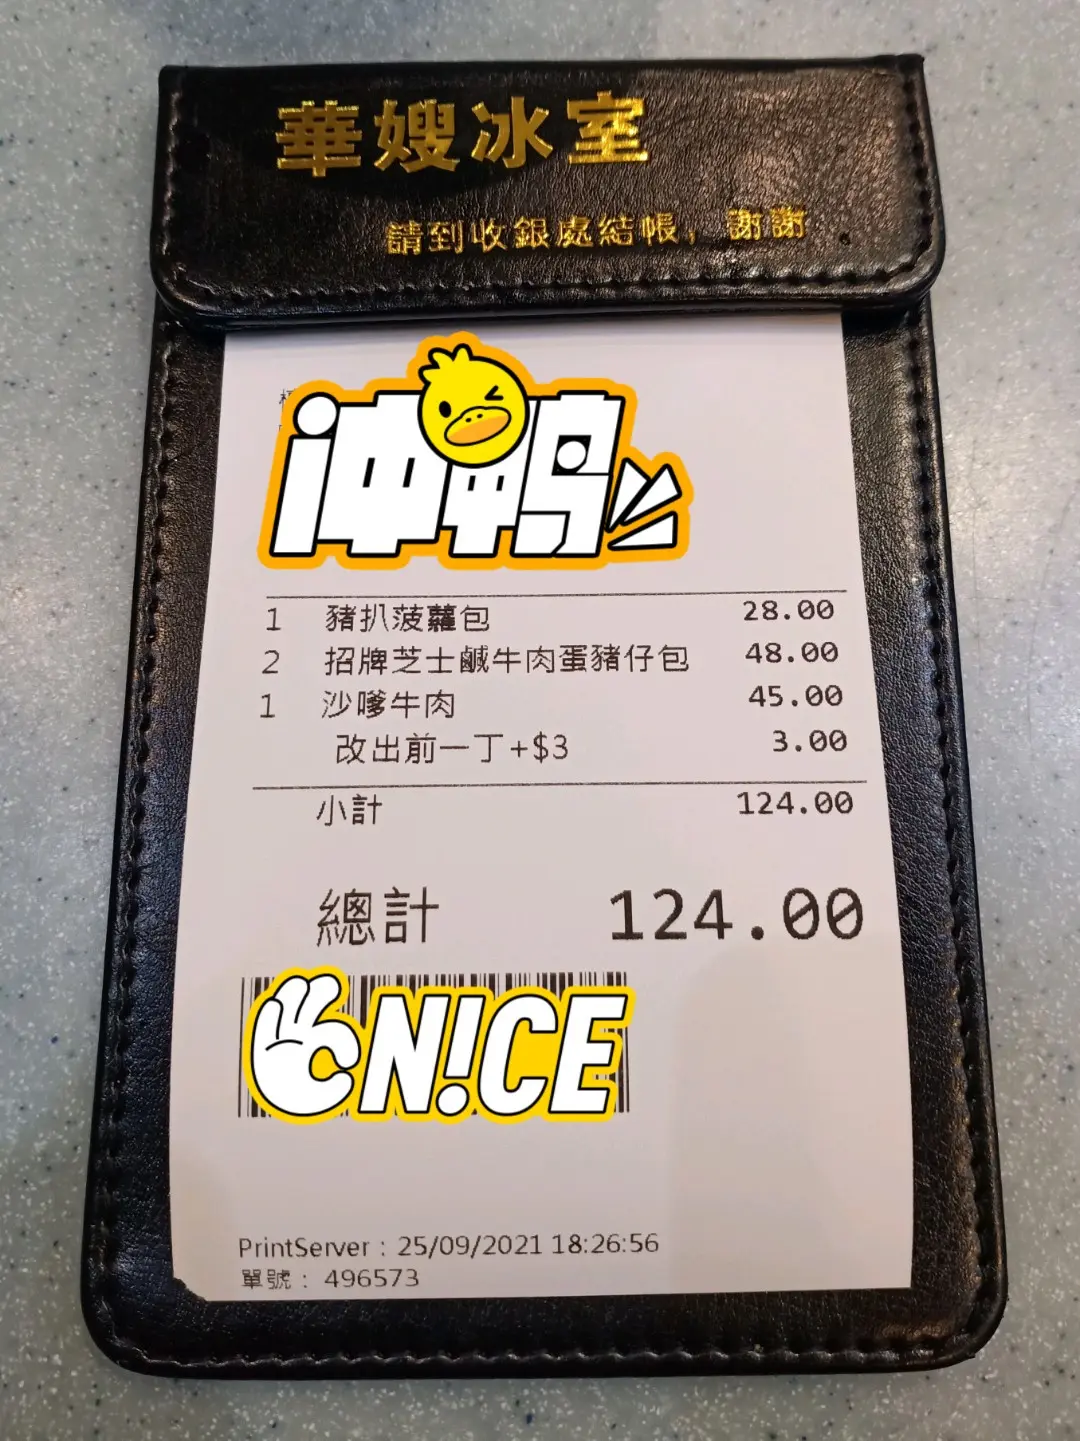 華嫂冰室
請到收銀處結帳，謝謝
冲鸭
1 豬扒菠蘿包 28.00
2 招牌芝士鹹牛肉蛋豬仔包 48.00
1 沙嗲牛肉 45.00
改出前一丁+$3 3.00
小計 124.00
總計 124.00
N!CE
PrintServer : 25/09/2021 18:26:56
單號 : 496573